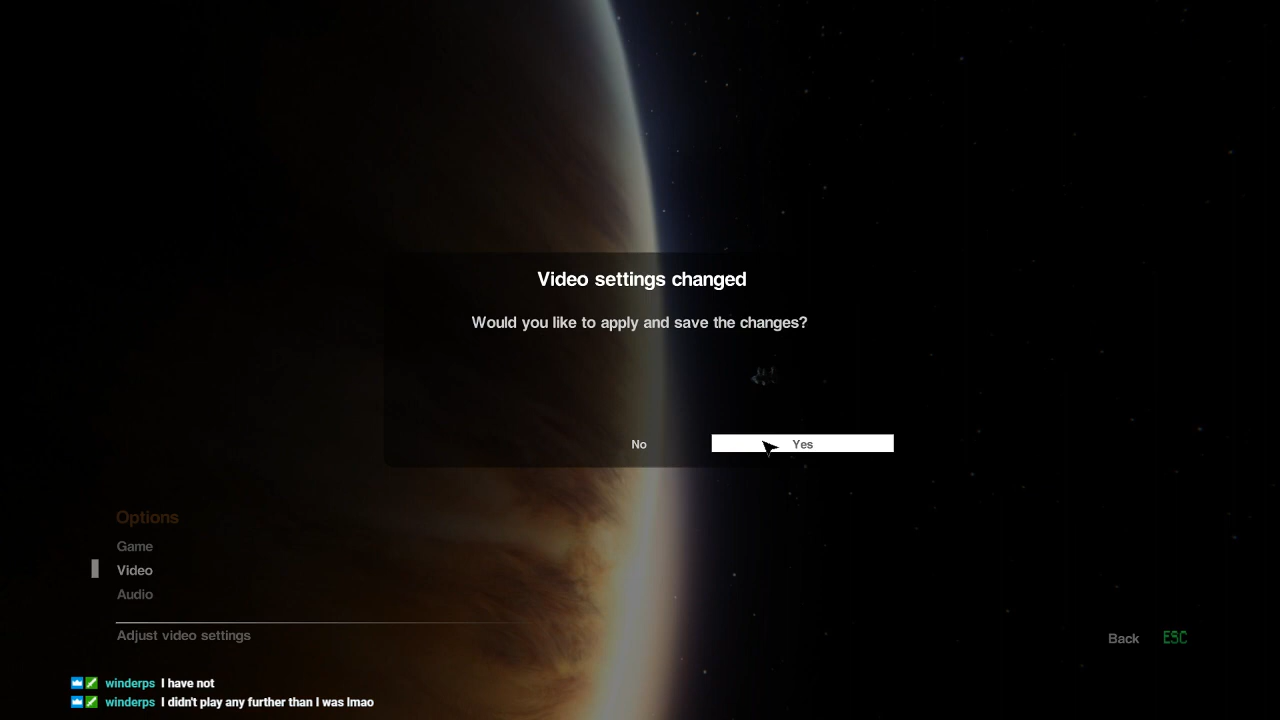 Video settings changed
Would you like to apply and save the changes?
No
Yes
Options
Game
Video
Audio
Adjust video settings
Back ESC
winderps I have not
winderps I didn't play any further than I was lmao